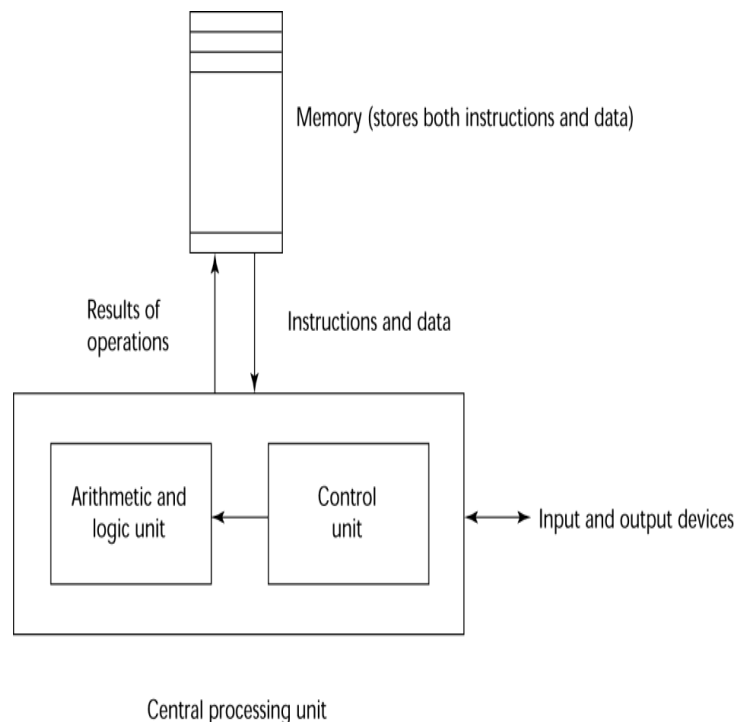 Memory (stores both instructions and data)
Results of
operations
Instructions and data
Arithmetic and
logic unit
Control
unit
Input and output devices
Central processing unit